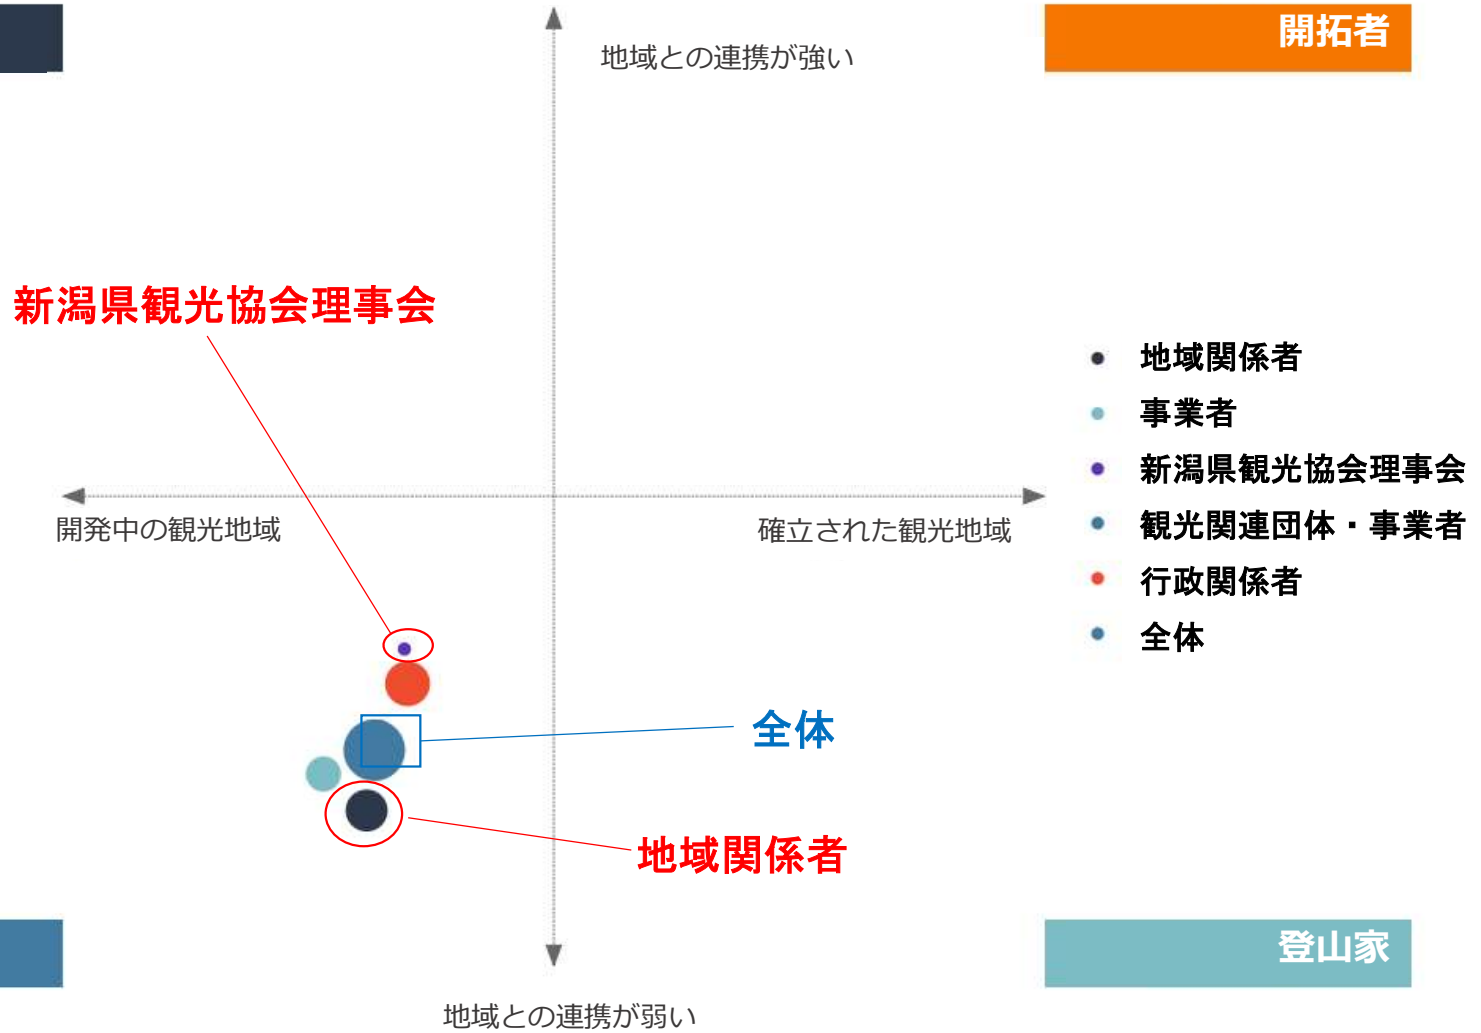 開拓者
地域との連携が強い
新潟県観光協会理事会
地域関係者
事業者
新潟県観光協会理事会
観光関連団体・事業者
行政関係者
全体
開発中の観光地域
確立された観光地域
全体
地域関係者
登山家
地域との連携が弱い